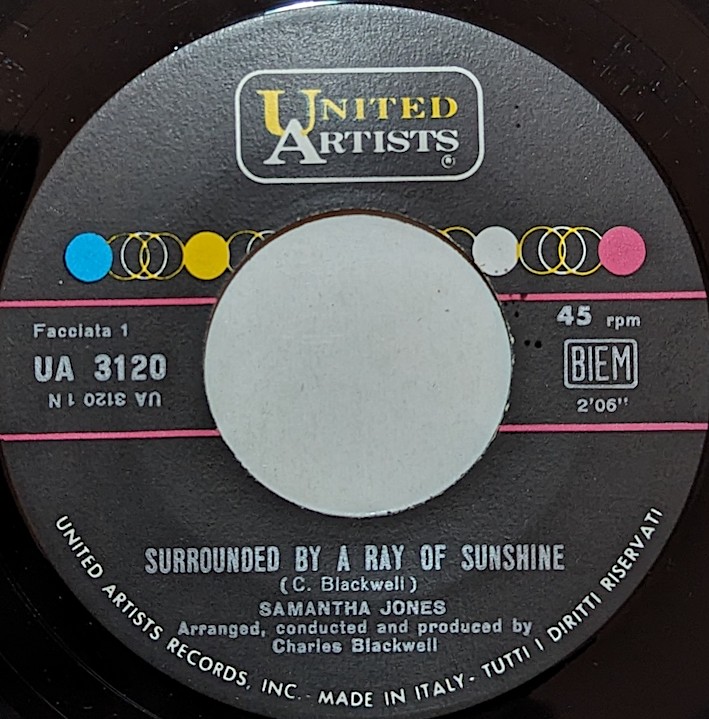 UNITED
ARTISTS
®
45 rpm
Facciata 1
UA 3120
UA 3120 1 N
BIEM
2'06"
SURROUNDED BY A RAY OF SUNSHINE
(C. Blackwell)
SAMANTHA JONES
Arranged, conducted and produced by
Charles Blackwell
UNITED ARTISTS RECORDS, INC. - MADE IN ITALY - TUTTI I DIRITTI RISERVATI